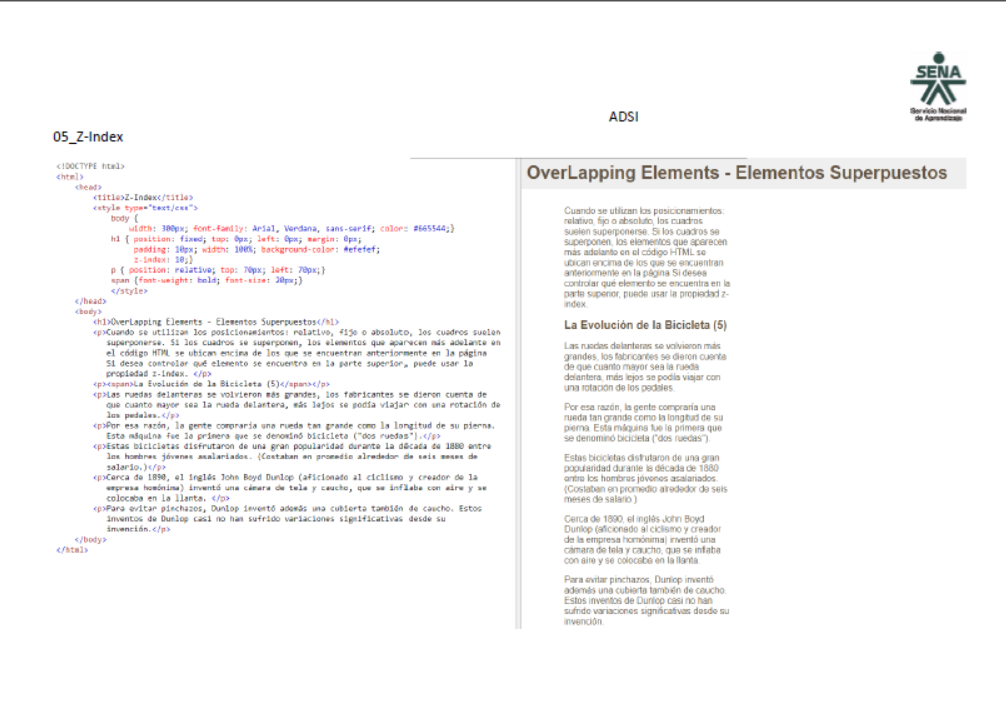 SENA
Servicio Nacional
de Aprendizaje
ADSI
05_Z-Index
<!DOCTYPE html>
<html>
<head>
<title>Z-Index</title>
<style type="text/css">
body {
width: 300px; font-family: Arial, Verdana, sans-serif; color: #665544;}
h1 { position: fixed; top: 0px; left: 0px; margin: 0px;
padding: 10px; width: 100%; background-color: #efefef;
z-index: 10;}
p { position: relative; top: 70px; left: 70px;}
span {font-weight: bold; font-size: 20px;}
</style>
</head>
<body>
<h1>OverLapping Elements - Elementos Superpuestos</h1>
<p>Cuando se utilizan los posicionamientos: relativo, fijo o absoluto, los cuadros suelen
superponerse. Si los cuadros se superponen, los elementos que aparecen más adelante en
el código HTML se ubican encima de los que se encuentran anteriormente en la página
Si desea controlar qué elemento se encuentra en la parte superior, puede usar la
propiedad z-index. </p>
<p><span>La Evolución de la Bicicleta (5)</span></p>
<p>Las ruedas delanteras se volvieron más grandes, los fabricantes se dieron cuenta de
que cuanto mayor sea la rueda delantera, más lejos se podía viajar con una rotación de
los pedales.</p>
<p>Por esa razón, la gente compraría una rueda tan grande como la longitud de su pierna.
Esta máquina fue la primera que se denominó bicicleta ("dos ruedas").</p>
<p>Estas bicicletas disfrutaron de una gran popularidad durante la década de 1880 entre
los hombres jóvenes asalariados. (Costaban en promedio alrededor de seis meses de
salario.)</p>
<p>Cerca de 1890, el inglés John Boyd Dunlop (aficionado al ciclismo y creador de la
empresa homónima) inventó una cámara de tela y caucho, que se inflaba con aire y se
colocaba en la llanta. </p>
<p>Para evitar pinchazos, Dunlop inventó además una cubierta también de caucho. Estos
inventos de Dunlop casi no han sufrido variaciones significativas desde su
invención.</p>
</body>
</html>
OverLapping Elements - Elementos Superpuestos
Cuando se utilizan los posicionamientos:
relativo, fijo o absoluto, los cuadros
suelen superponerse. Si los cuadros se
superponen, los elementos que aparecen
más adelante en el código HTML se
ubican encima de los que se encuentran
anteriormente en la página Si desea
controlar qué elemento se encuentra en la
parte superior, puede usar la propiedad z-
index.
La Evolución de la Bicicleta (5)
Las ruedas delanteras se volvieron más
grandes, los fabricantes se dieron cuenta
de que cuanto mayor sea la rueda
delantera, más lejos se podía viajar con
una rotación de los pedales.
Por esa razón, la gente compraría una
rueda tan grande como la longitud de su
pierna. Esta máquina fue la primera que
se denominó bicicleta ("dos ruedas").
Estas bicicletas disfrutaron de una gran
popularidad durante la década de 1880
entre los hombres jóvenes asalariados.
(Costaban en promedio alrededor de seis
meses de salario.)
Cerca de 1890, el inglés John Boyd
Dunlop (aficionado al ciclismo y creador
de la empresa homónima) inventó una
cámara de tela y caucho, que se inflaba
con aire y se colocaba en la llanta.
Para evitar pinchazos, Dunlop inventó
además una cubierta también de caucho.
Estos inventos de Dunlop casi no han
sufrido variaciones significativas desde su
invención.